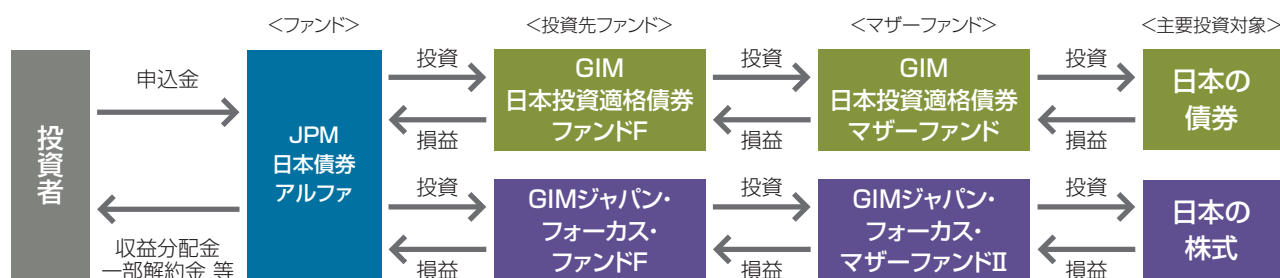 <ファンド>
<投資先ファンド>
<マザーファンド>
<主要投資対象>
投資者
申込金
収益分配金
一部解約金 等
JPM
日本債券
アルファ
投資
損益
GIM
日本投資適格債券
ファンドF
投資
損益
GIM
日本投資適格債券
マザーファンド
投資
損益
日本の
債券
投資
損益
GIMジャパン・
フォーカス・
ファンドF
投資
損益
GIMジャパン・
フォーカス・
マザーファンドⅡ
投資
損益
日本の
株式